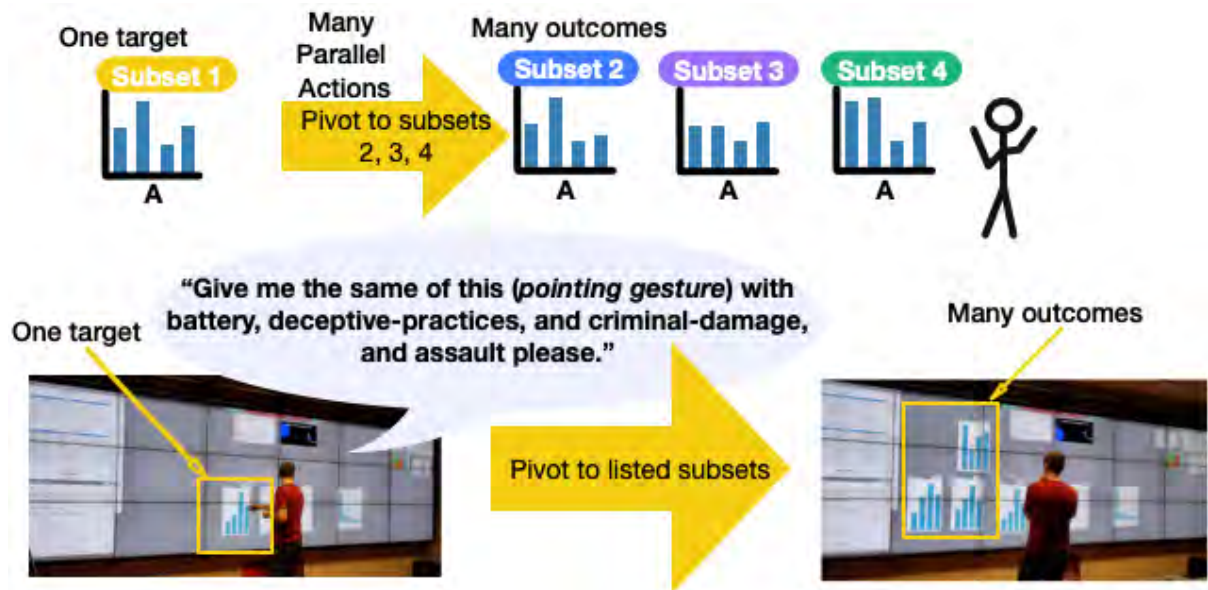 One target
Subset 1
A
Many
Parallel
Actions
Pivot to subsets
2, 3, 4
Many outcomes
Subset 2
Subset 3
Subset 4
A
A
A
“Give me the same of this (pointing gesture) with
battery, deceptive-practices, and criminal-damage,
and assault please.”
One target
Pivot to listed subsets
Many outcomes